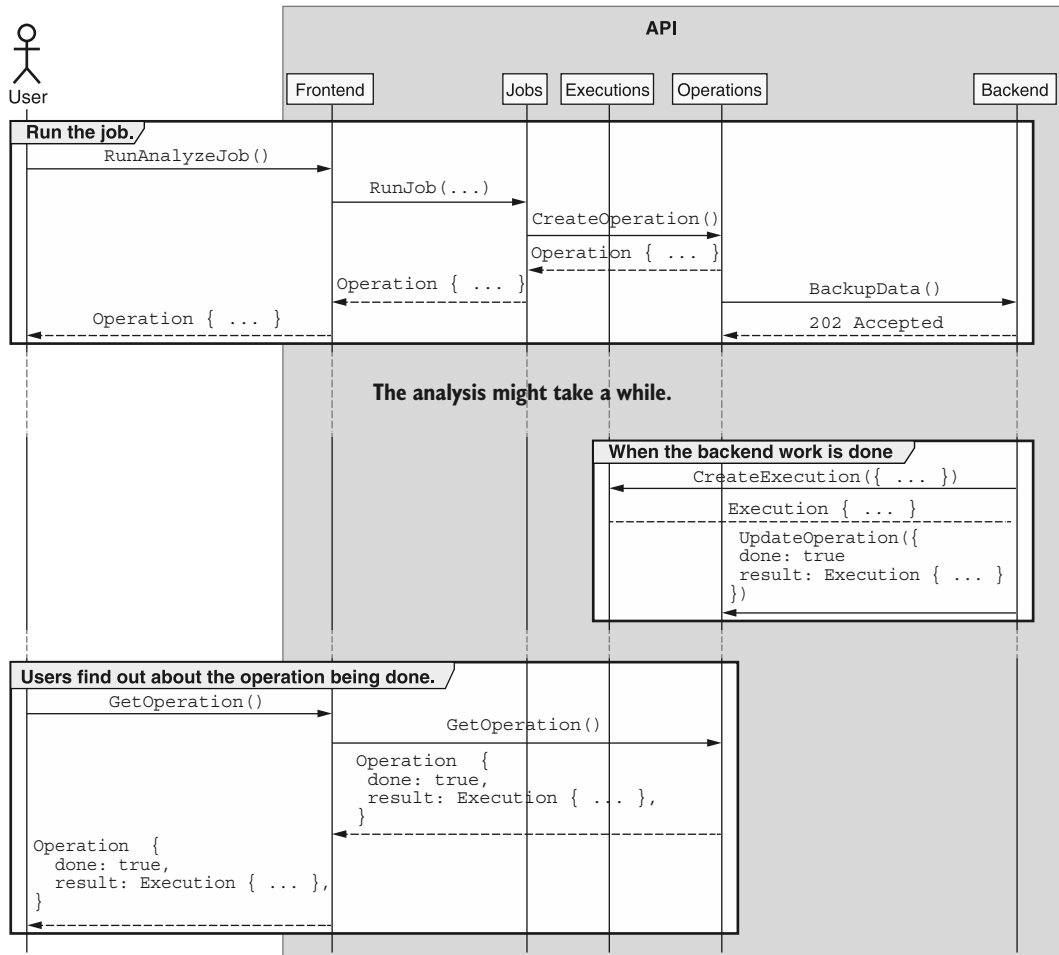 API
User
Frontend
Jobs
Executions
Operations
Backend
Run the job.
RunAnalyzeJob()
RunJob(...)
CreateOperation()
Operation { ... }
Operation { ... }
BackupData()
Operation { ... }
202 Accepted
The analysis might take a while.
When the backend work is done
CreateExecution({ ... })
Execution { ... }
UpdateOperation({
done: true
result: Execution { ... }
})
Users find out about the operation being done.
GetOperation()
GetOperation()
Operation {
done: true,
result: Execution { ... },
}
Operation {
done: true,
result: Execution { ... },
}